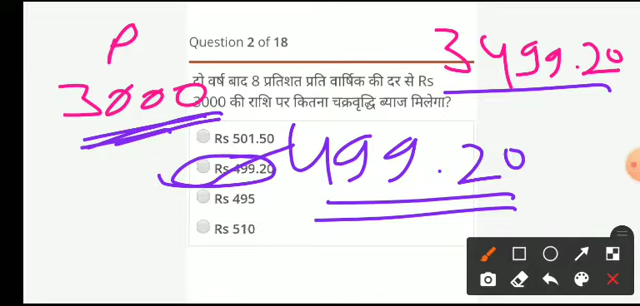 P
3000
Question 2 of 18
3499.20
दो वर्ष बाद 8 प्रतिशत प्रति वार्षिक की दर से Rs
3000 की राशि पर कितना चक्रवृद्धि ब्याज मिलेगा?
Rs 501.50
Rs 499.20
499.20
Rs 495
Rs 510